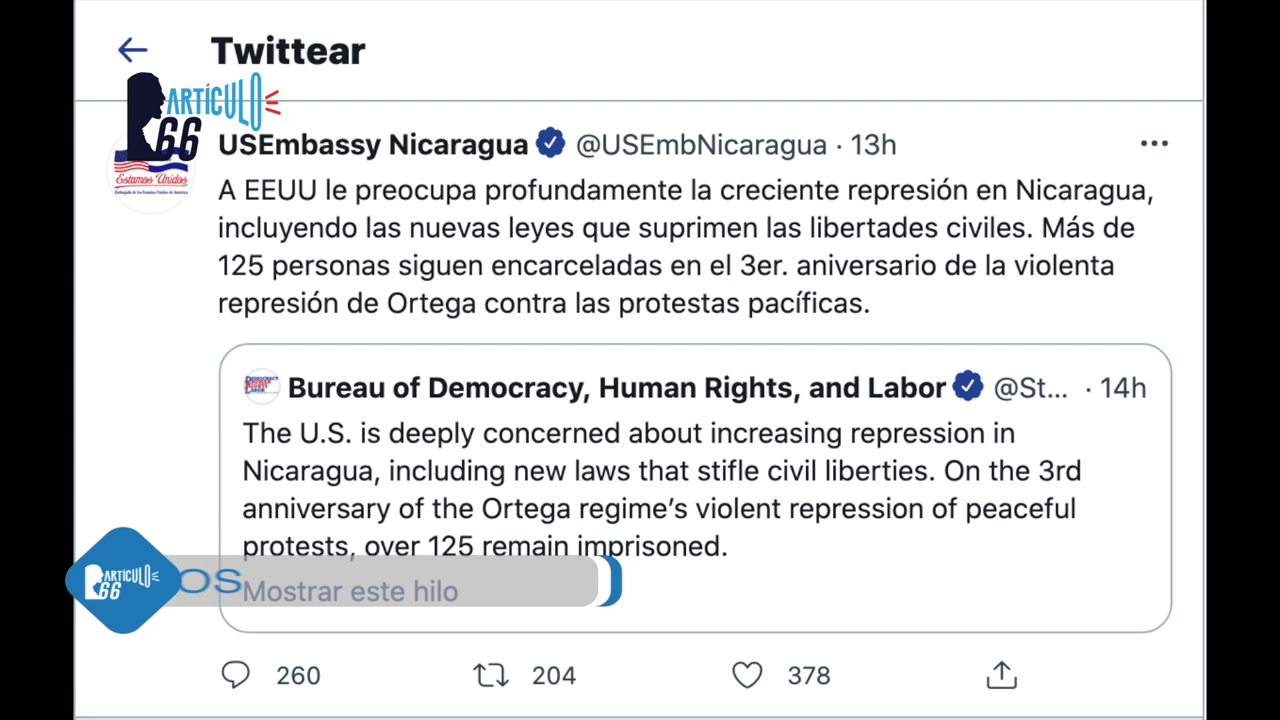 Twittear
ARTÍCULO
66
USEmbassy Nicaragua @USEmbNicaragua · 13h
Estamos Unidos
A EEUU le preocupa profundamente la creciente represión en Nicaragua,
incluyendo las nuevas leyes que suprimen las libertades civiles. Más de
125 personas siguen encarceladas en el 3er. aniversario de la violenta
represión de Ortega contra las protestas pacíficas.
Bureau of Democracy, Human Rights, and Labor @St... · 14h
The U.S. is deeply concerned about increasing repression in
Nicaragua, including new laws that stifle civil liberties. On the 3rd
anniversary of the Ortega regime's violent repression of peaceful
protests, over 125 remain imprisoned.
ARTÍCULO
66
OS
Mostrar este hilo
260 204 378